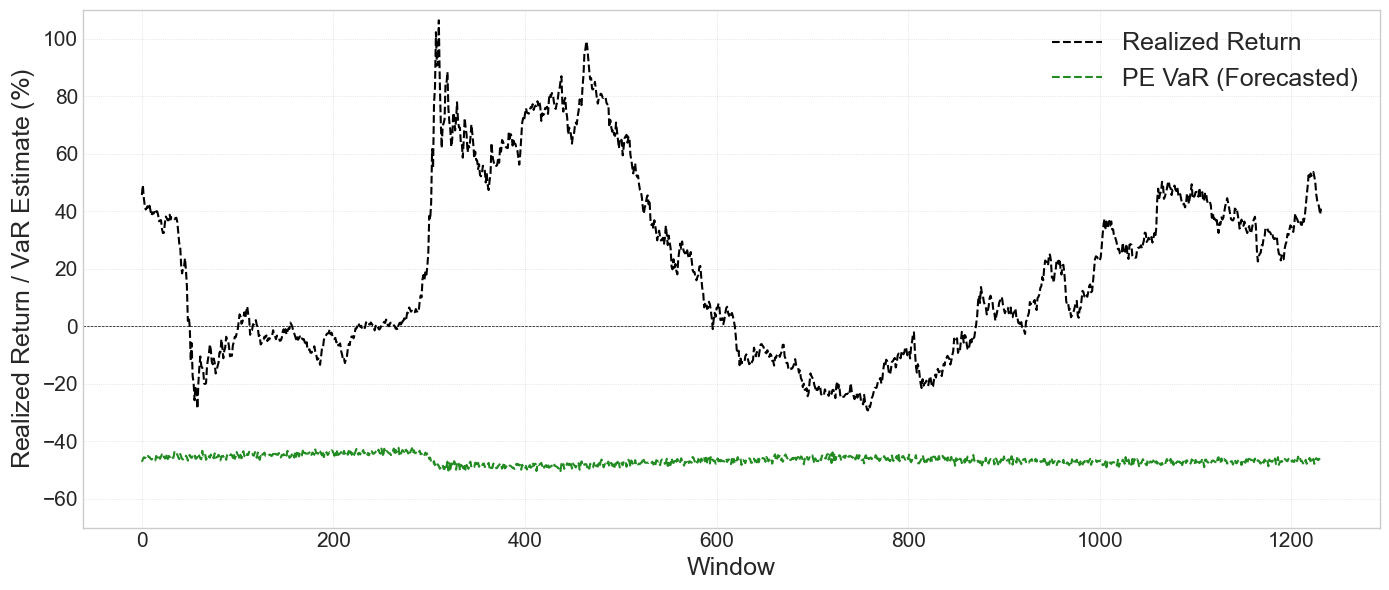 Realized Return / VaR Estimate (%)
100
80
60
40
20
0
−20
−40
−60
Realized Return
PE VaR (Forecasted)
0 200 400 600 800 1000 1200
Window